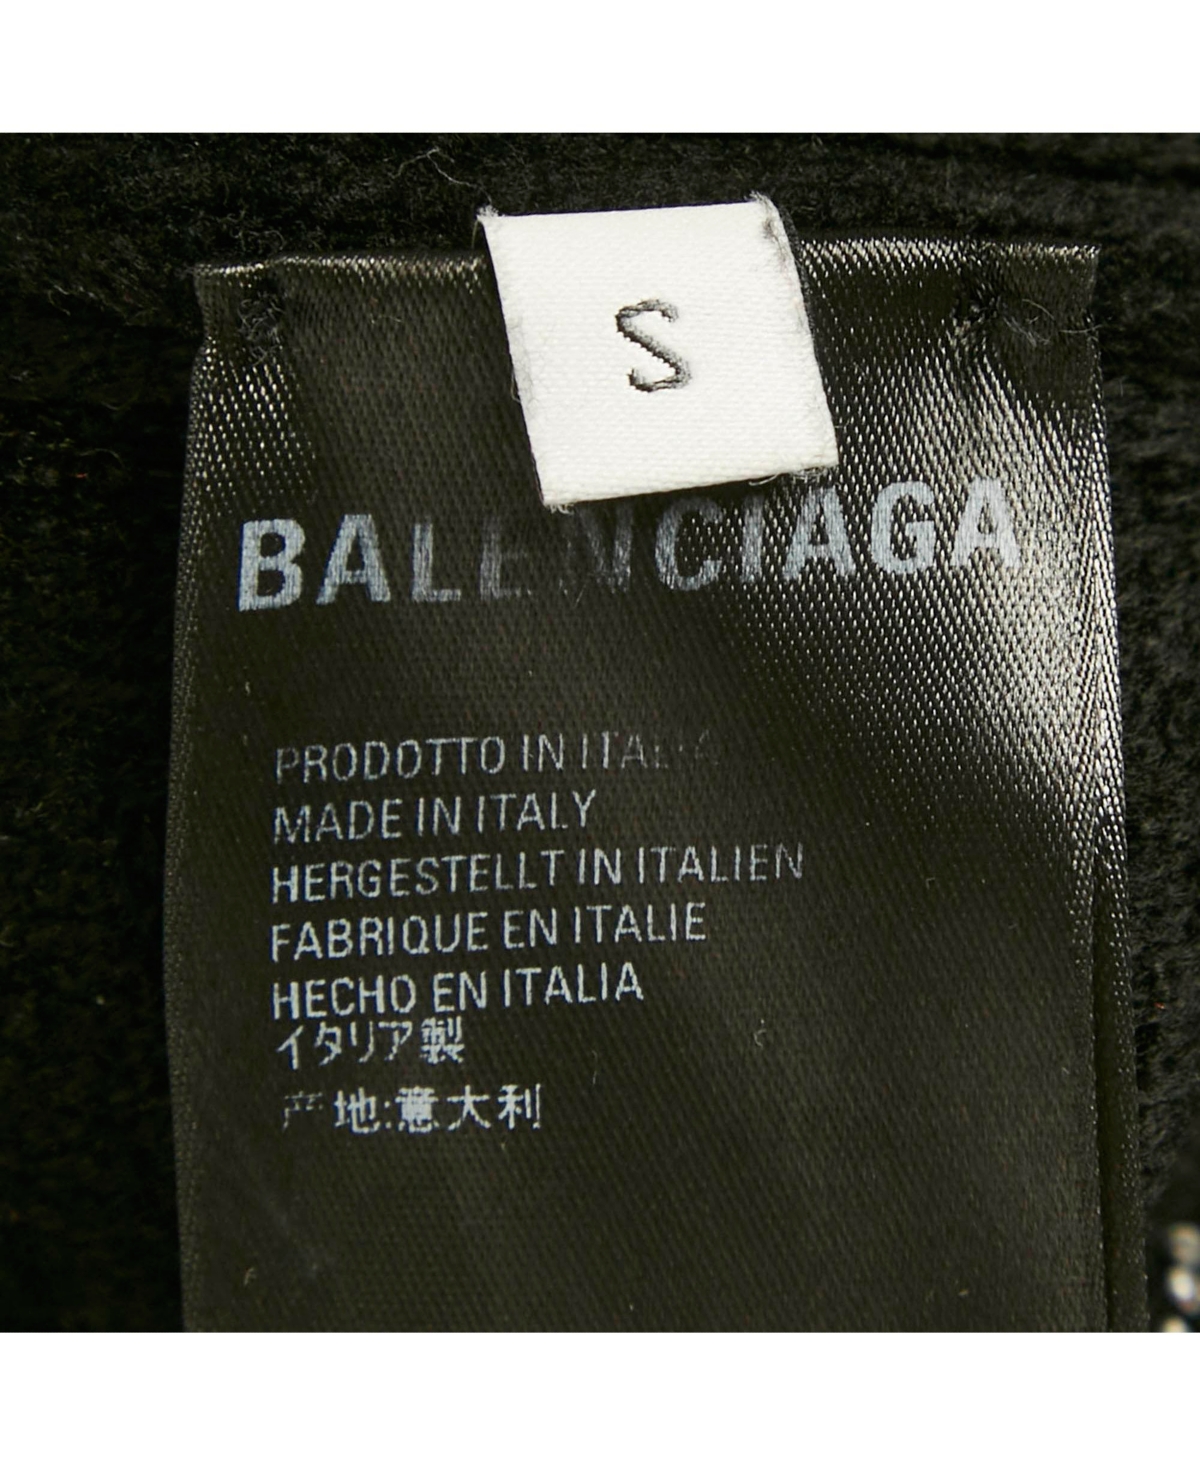 S
BALENCIAGA
PRODOTTO IN ITALIA
MADE IN ITALY
HERGESTELLT IN ITALIEN
FABRIQUE EN ITALIE
HECHO EN ITALIA
イタリア製
产地:意大利